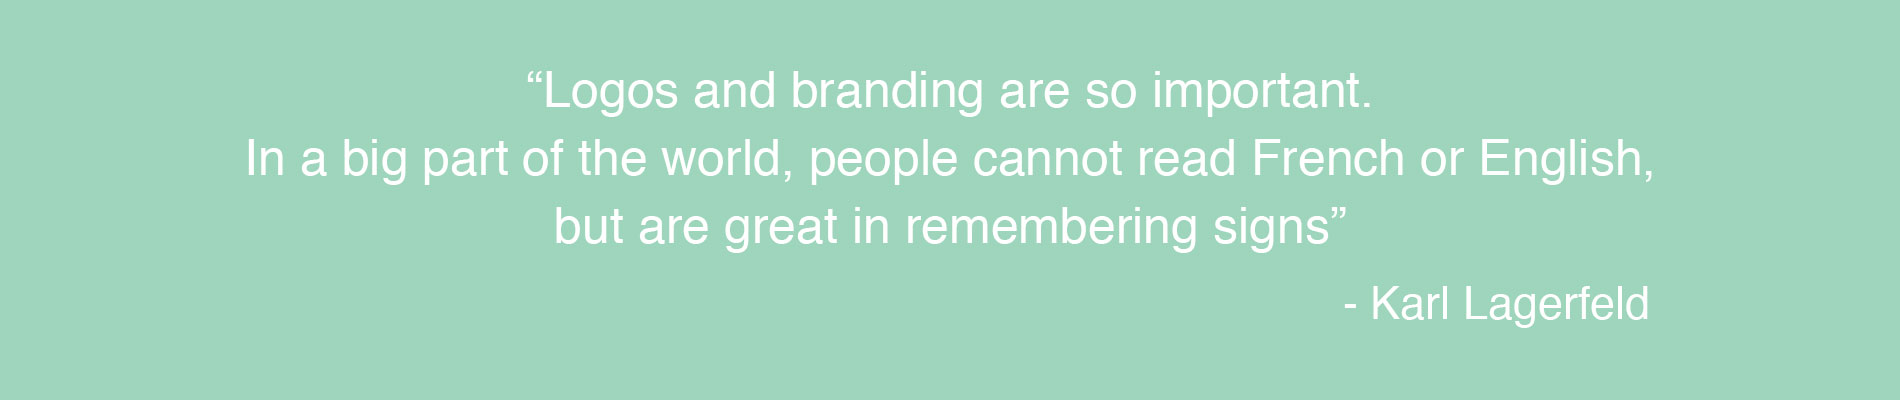 “Logos and branding are so important.
In a big part of the world, people cannot read French or English,
but are great in remembering signs”
- Karl Lagerfeld